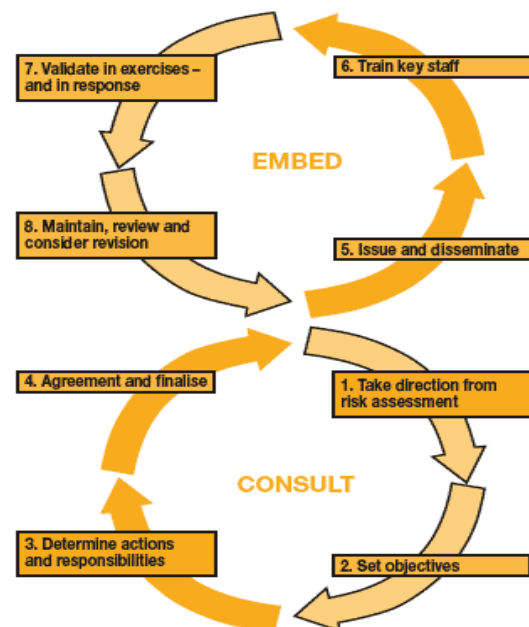 7. Validate in exercises –
and in response
6. Train key staff
EMBED
8. Maintain, review and
consider revision
5. Issue and disseminate
4. Agreement and finalise
1. Take direction from
risk assessment
CONSULT
3. Determine actions
and responsibilities
2. Set objectives